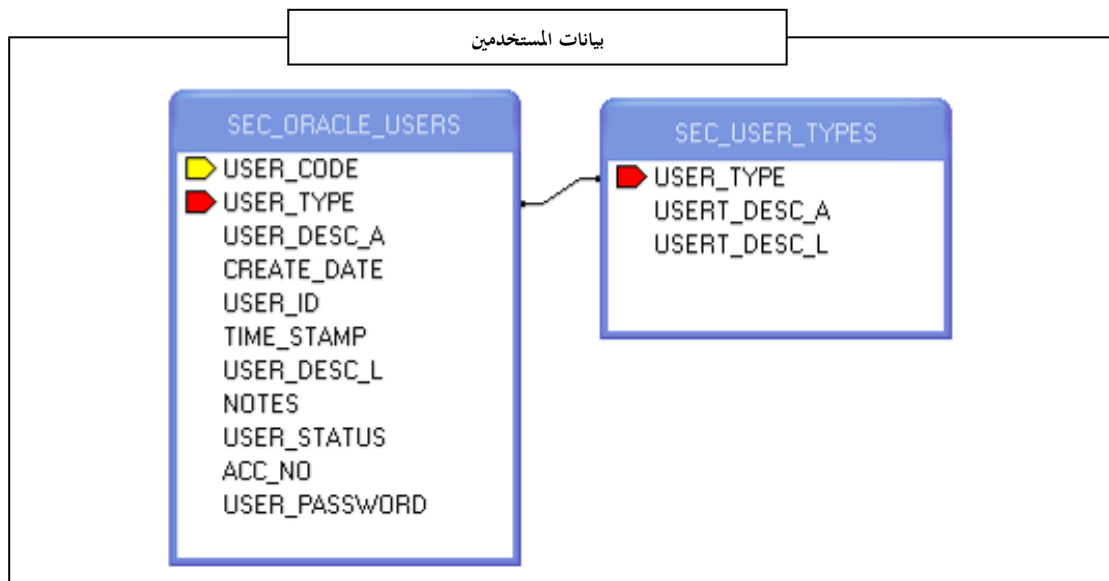 بيانات المستخدمين
SEC_ORACLE_USERS
USER_CODE
USER_TYPE
USER_DESC_A
CREATE_DATE
USER_ID
TIME_STAMP
USER_DESC_L
NOTES
USER_STATUS
ACC_NO
USER_PASSWORD
SEC_USER_TYPES
USER_TYPE
USERT_DESC_A
USERT_DESC_L